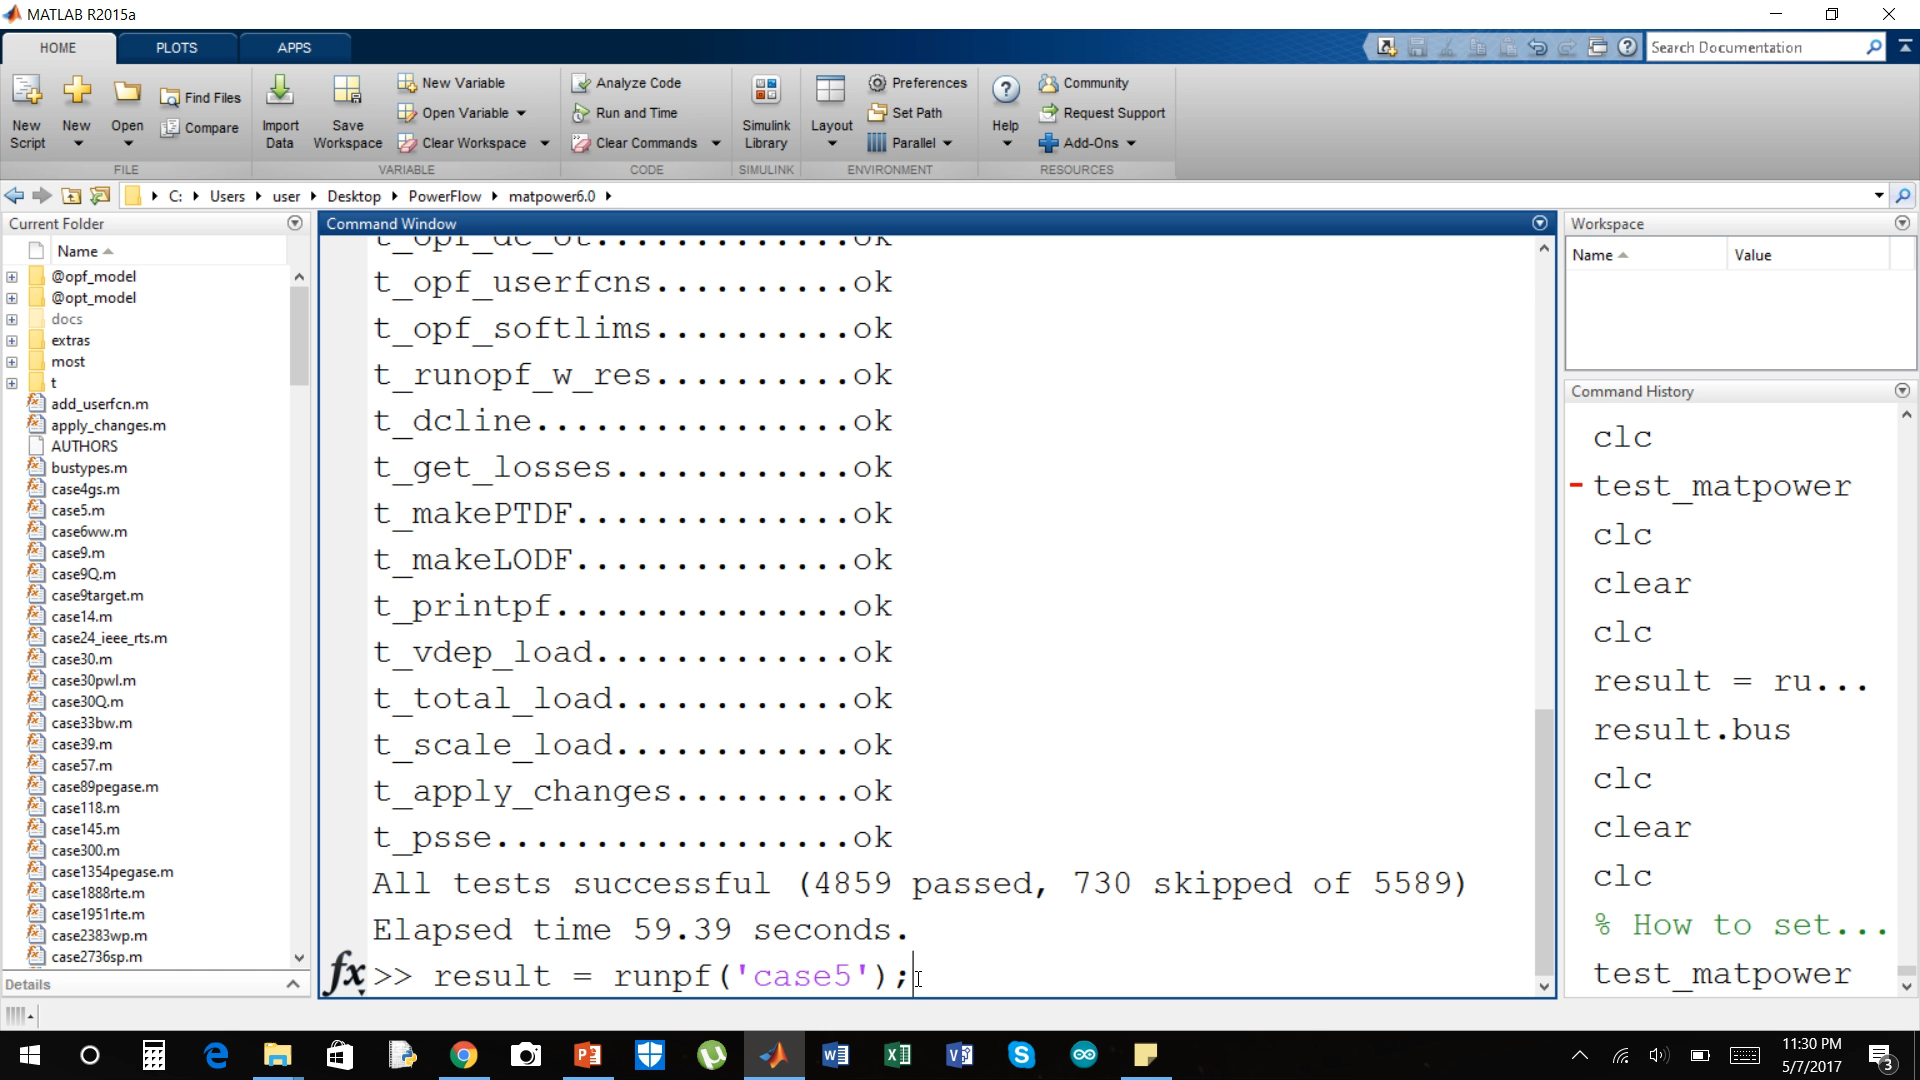 MATLAB R2015a
HOME
PLOTS
APPS
Search Documentation
New Script
New
Open
Find Files
Compare
Import Data
Save Workspace
New Variable
Open Variable
Clear Workspace
Analyze Code
Run and Time
Clear Commands
Simulink Library
Layout
Preferences
Set Path
Parallel
Help
Community
Request Support
Add-Ons
FILE
VARIABLE
CODE
SIMULINK
ENVIRONMENT
RESOURCES
C: Users user Desktop PowerFlow matpower6.0
Current Folder
Name
@opf_model
@opt_model
docs
extras
most
t
add_userfcn.m
apply_changes.m
AUTHORS
bustypes.m
case4gs.m
case5.m
case6ww.m
case9.m
case9Q.m
case9target.m
case14.m
case24_ieee_rts.m
case30.m
case30pwl.m
case30Q.m
case33bw.m
case39.m
case57.m
case89pegase.m
case118.m
case145.m
case300.m
case1354pegase.m
case1888rte.m
case1951rte.m
case2383wp.m
case2736sp.m
Details
Command Window
t_opf_dc_ot.............ok
t_opf_userfcns..........ok
t_opf_softlims..........ok
t_runopf_w_res..........ok
t_dcline................ok
t_get_losses............ok
t_makePTDF..............ok
t_makeLODF..............ok
t_printpf...............ok
t_vdep_load.............ok
t_total_load............ok
t_scale_load............ok
t_apply_changes.........ok
t_psse..................ok
All tests successful (4859 passed, 730 skipped of 5589)
Elapsed time 59.39 seconds.
fx >> result = runpf('case5');
Workspace
Name
Value
Command History
clc
test_matpower
clc
clear
clc
result = ru...
result.bus
clc
clear
clc
% How to set...
test_matpower
11:30 PM
5/7/2017
3